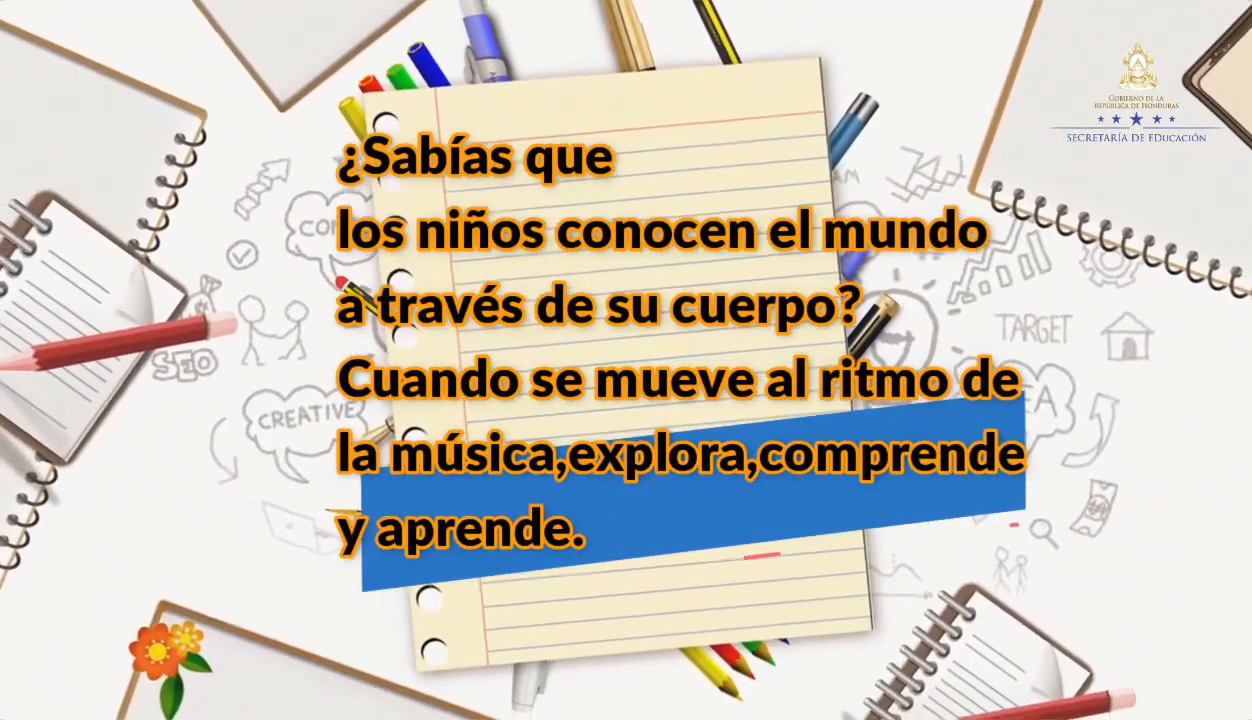 GOBIERNO DE LA
REPÚBLICA DE HONDURAS
SECRETARÍA DE EDUCACIÓN
¿Sabías que
los niños conocen el mundo
a través de su cuerpo?
Cuando se mueve al ritmo de
la música,explora,comprende
y aprende.
TARGET
SEO
CREATIVE